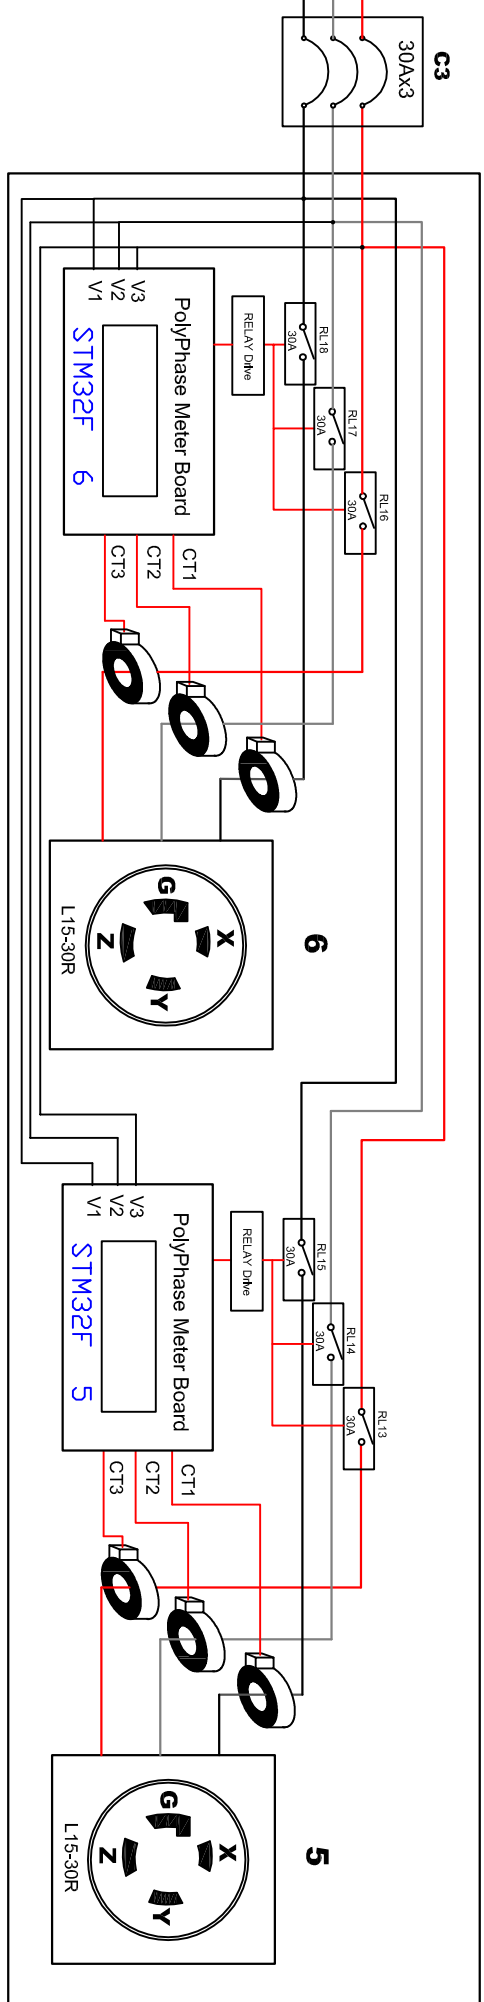 C3
30Ax3
V3
V2
V1
PolyPhase Meter Board
STM32F 6
RELAY Drive
RL18
30A
RL17
30A
RL16
30A
CT1
CT2
CT3
6
G
X
Z
Y
L15-30R
V3
V2
V1
PolyPhase Meter Board
STM32F 5
RELAY Drive
RL15
30A
RL14
30A
RL13
30A
CT1
CT2
CT3
5
G
X
Z
Y
L15-30R